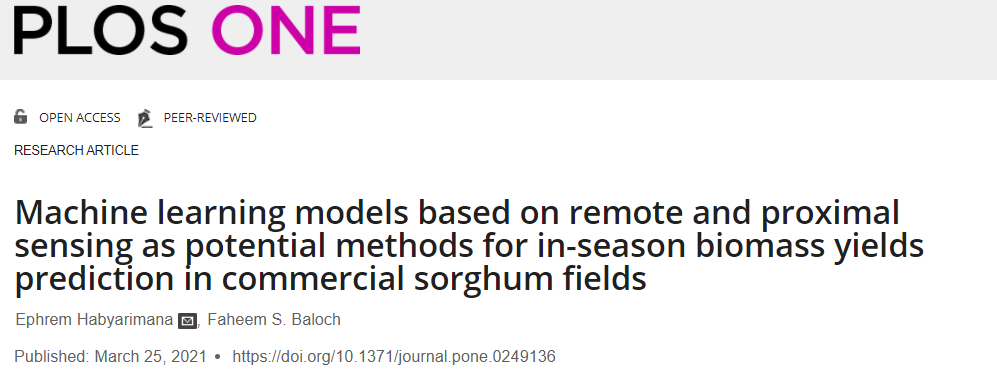 PLOS ONE
OPEN ACCESS PEER-REVIEWED
RESEARCH ARTICLE
Machine learning models based on remote and proximal
sensing as potential methods for in-season biomass yields
prediction in commercial sorghum fields
Ephrem Habyarimana , Faheem S. Baloch
Published: March 25, 2021 • https://doi.org/10.1371/journal.pone.0249136